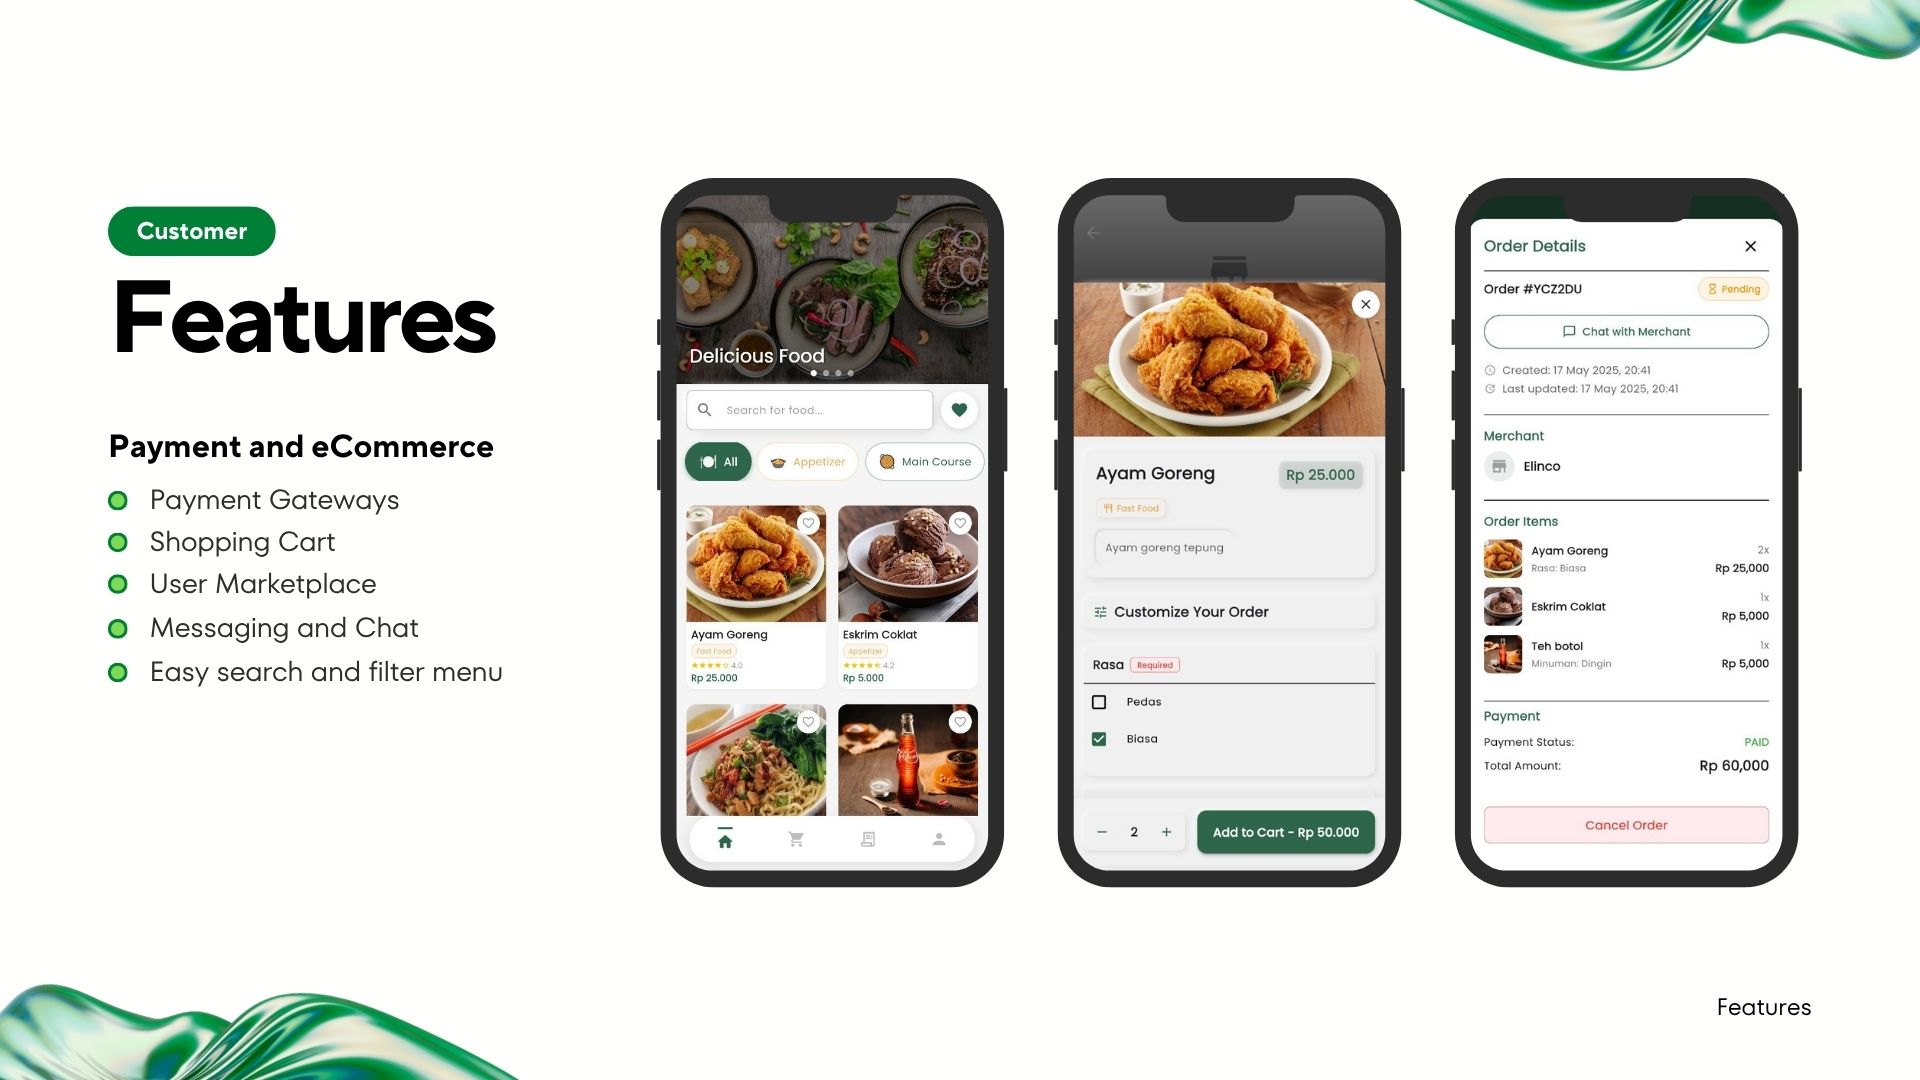 Customer
Features
Payment and eCommerce
Payment Gateways
Shopping Cart
User Marketplace
Messaging and Chat
Easy search and filter menu
Delicious Food
Search for food...
All
Appetizer
Main Course
Ayam Goreng
Fast Food
4.0
Rp 25.000
Eskrim Coklat
Appetizer
4.2
Rp 5.000
Ayam Goreng
Rp 25.000
Fast Food
Ayam goreng tepung
Customize Your Order
Rasa Required
Pedas
Biasa
2
Add to Cart - Rp 50.000
Order Details
Order #YCZ2DU
Pending
Chat with Merchant
Created: 17 May 2025, 20:41
Last updated: 17 May 2025, 20:41
Merchant
Elinco
Order Items
Ayam Goreng 2x
Rasa: Biasa Rp 25,000
Eskrim Coklat 1x
Rp 5,000
Teh botol 1x
Minuman: Dingin Rp 5,000
Payment
Payment Status: PAID
Total Amount: Rp 60,000
Cancel Order
Features